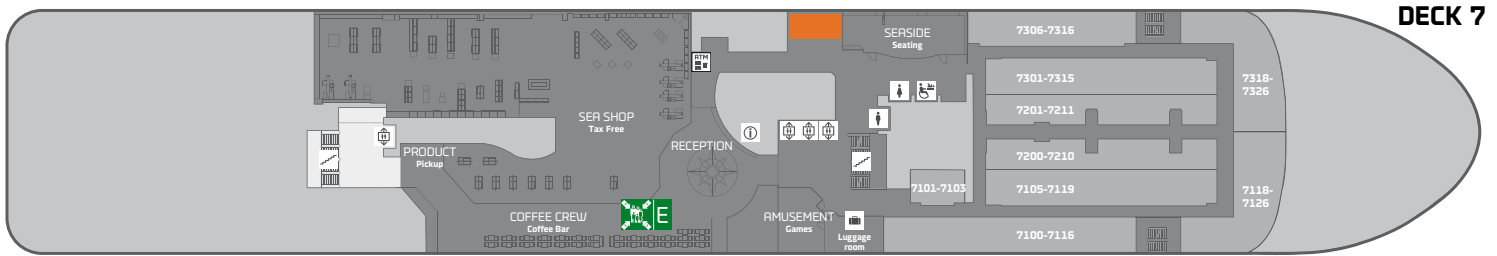 DECK 7
SEASIDE
Seating
7306-7316
ATM
7301-7315
7318-
7326
7201-7211
SEA SHOP
Tax Free
i
RECEPTION
PRODUCT
Pickup
7200-7210
7101-7103
7105-7119
7118-
7126
COFFEE CREW
Coffee Bar
E
AMUSEMENT
Games
Luggage
room
7100-7116